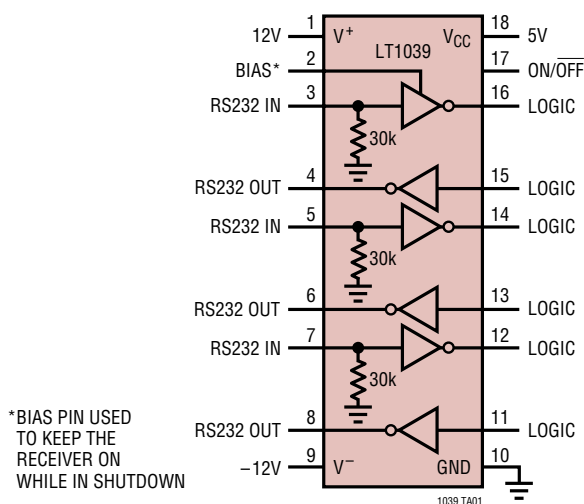 12V 1 V+ LT1039 VCC 18 5V
BIAS* 2 17 ON/OFF
RS232 IN 3 16 LOGIC
30k
RS232 OUT 4 15 LOGIC
RS232 IN 5 14 LOGIC
30k
RS232 OUT 6 13 LOGIC
RS232 IN 7 12 LOGIC
30k
RS232 OUT 8 11 LOGIC
–12V 9 V– GND 10
*BIAS PIN USED
TO KEEP THE
RECEIVER ON
WHILE IN SHUTDOWN
1039 TA01